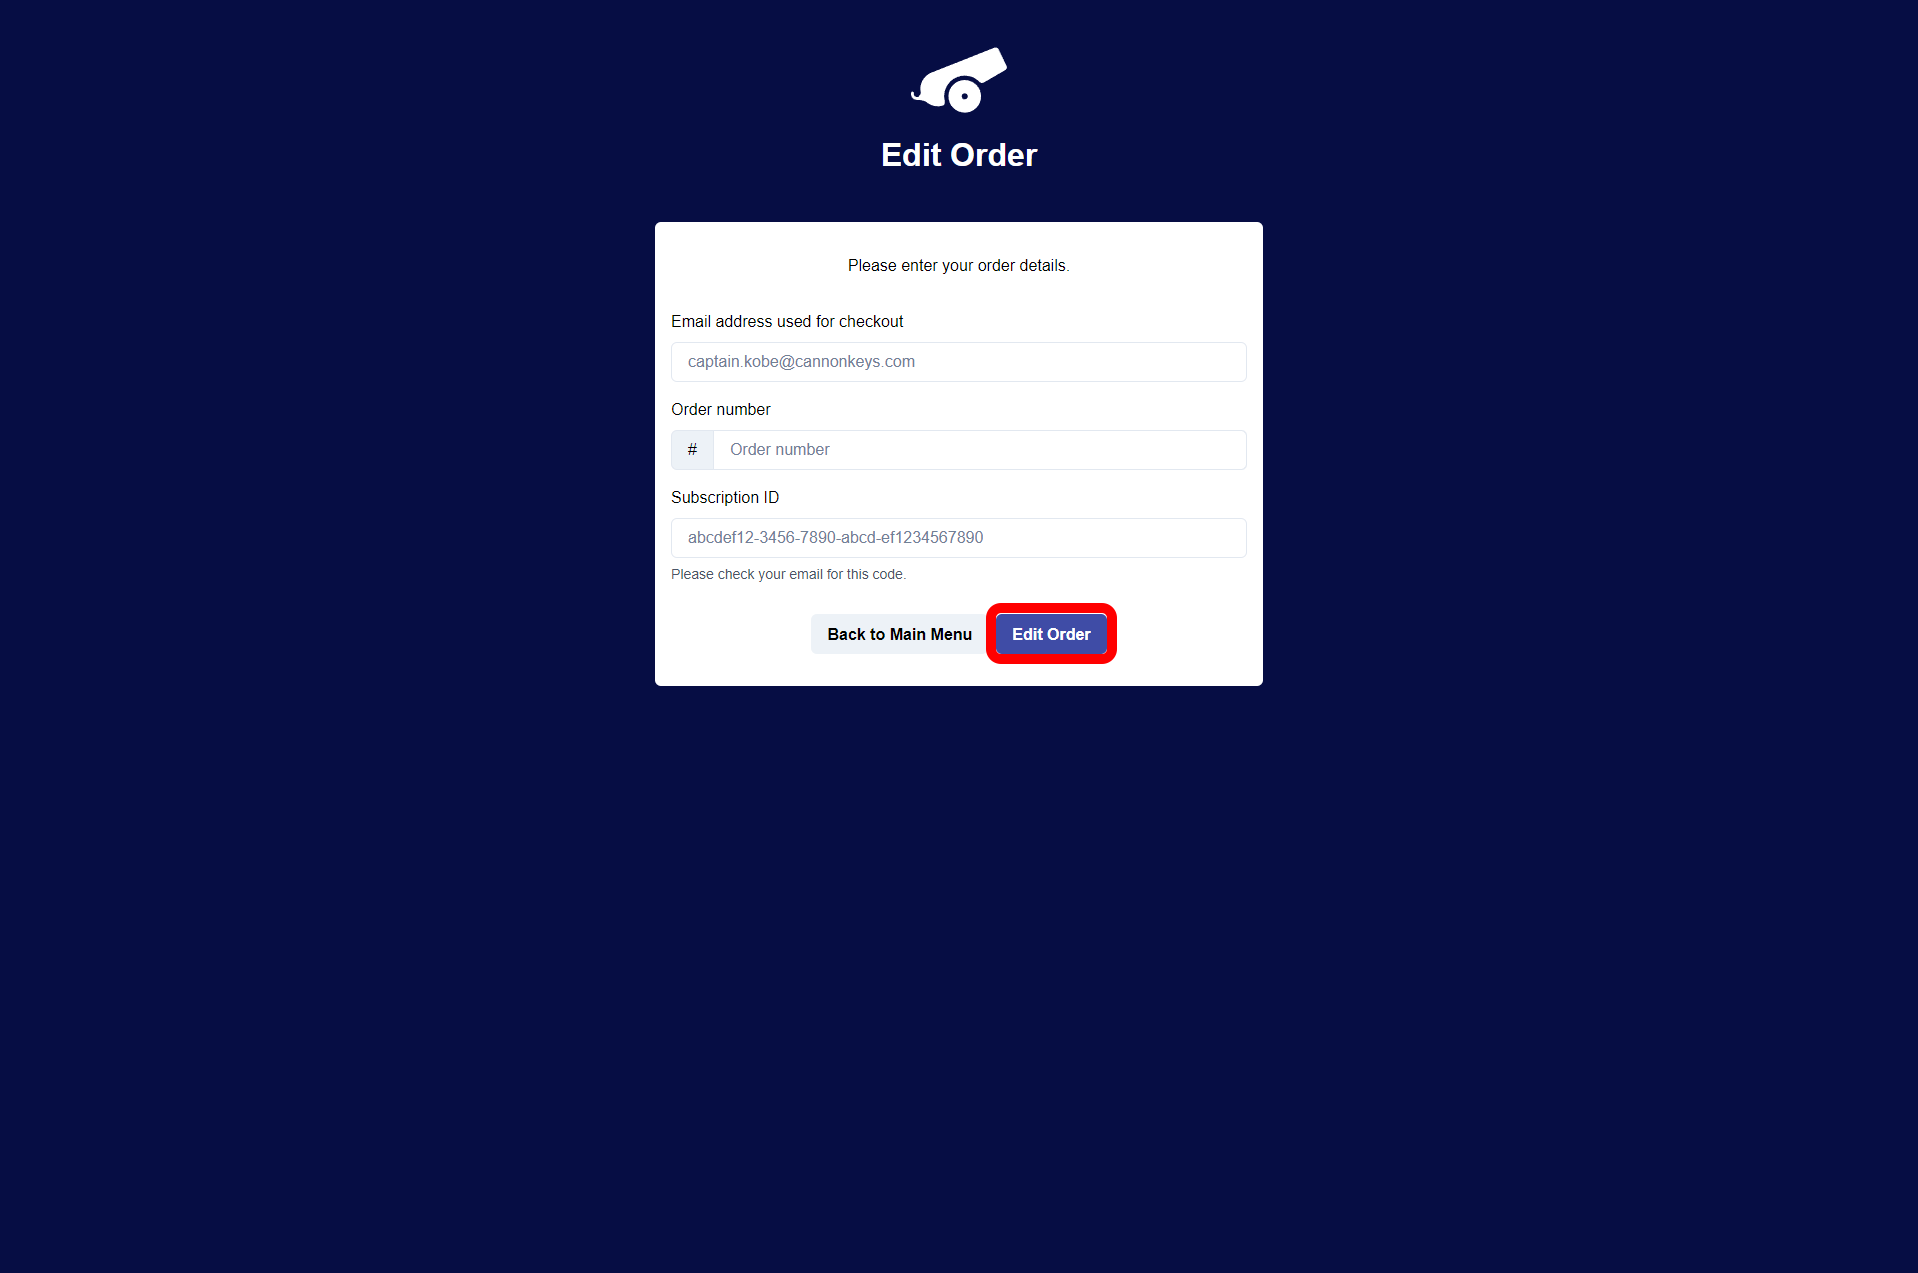 Edit Order
Please enter your order details.
Email address used for checkout
captain.kobe@cannonkeys.com
Order number
# Order number
Subscription ID
abcdef12-3456-7890-abcd-ef1234567890
Please check your email for this code.
Back to Main Menu Edit Order